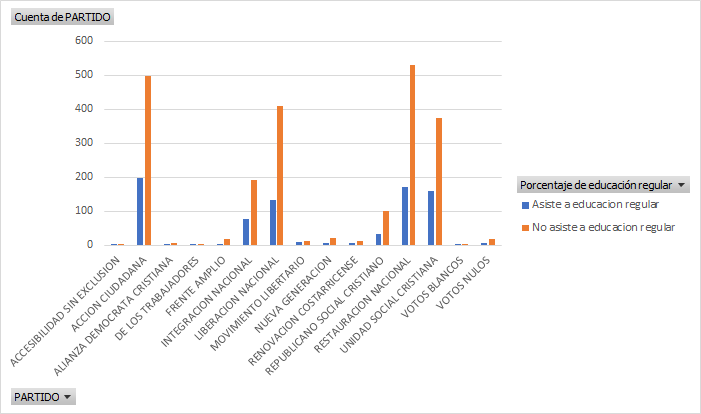 Cuenta de PARTIDO
600
500
400
300
200
100
0
ACCESIBILIDAD SIN EXCLUSION
ACCION CIUDADANA
ALIANZA DEMOCRATA CRISTIANA
DE LOS TRABAJADORES
FRENTE AMPLIO
INTEGRACION NACIONAL
LIBERACION NACIONAL
MOVIMIENTO LIBERTARIO
NUEVA GENERACION
RENOVACION COSTARRICENSE
REPUBLICANO SOCIAL CRISTIANO
RESTAURACION NACIONAL
UNIDAD SOCIAL CRISTIANA
VOTOS BLANCOS
VOTOS NULOS
Porcentaje de educación regular
Asiste a educacion regular
No asiste a educacion regular
PARTIDO